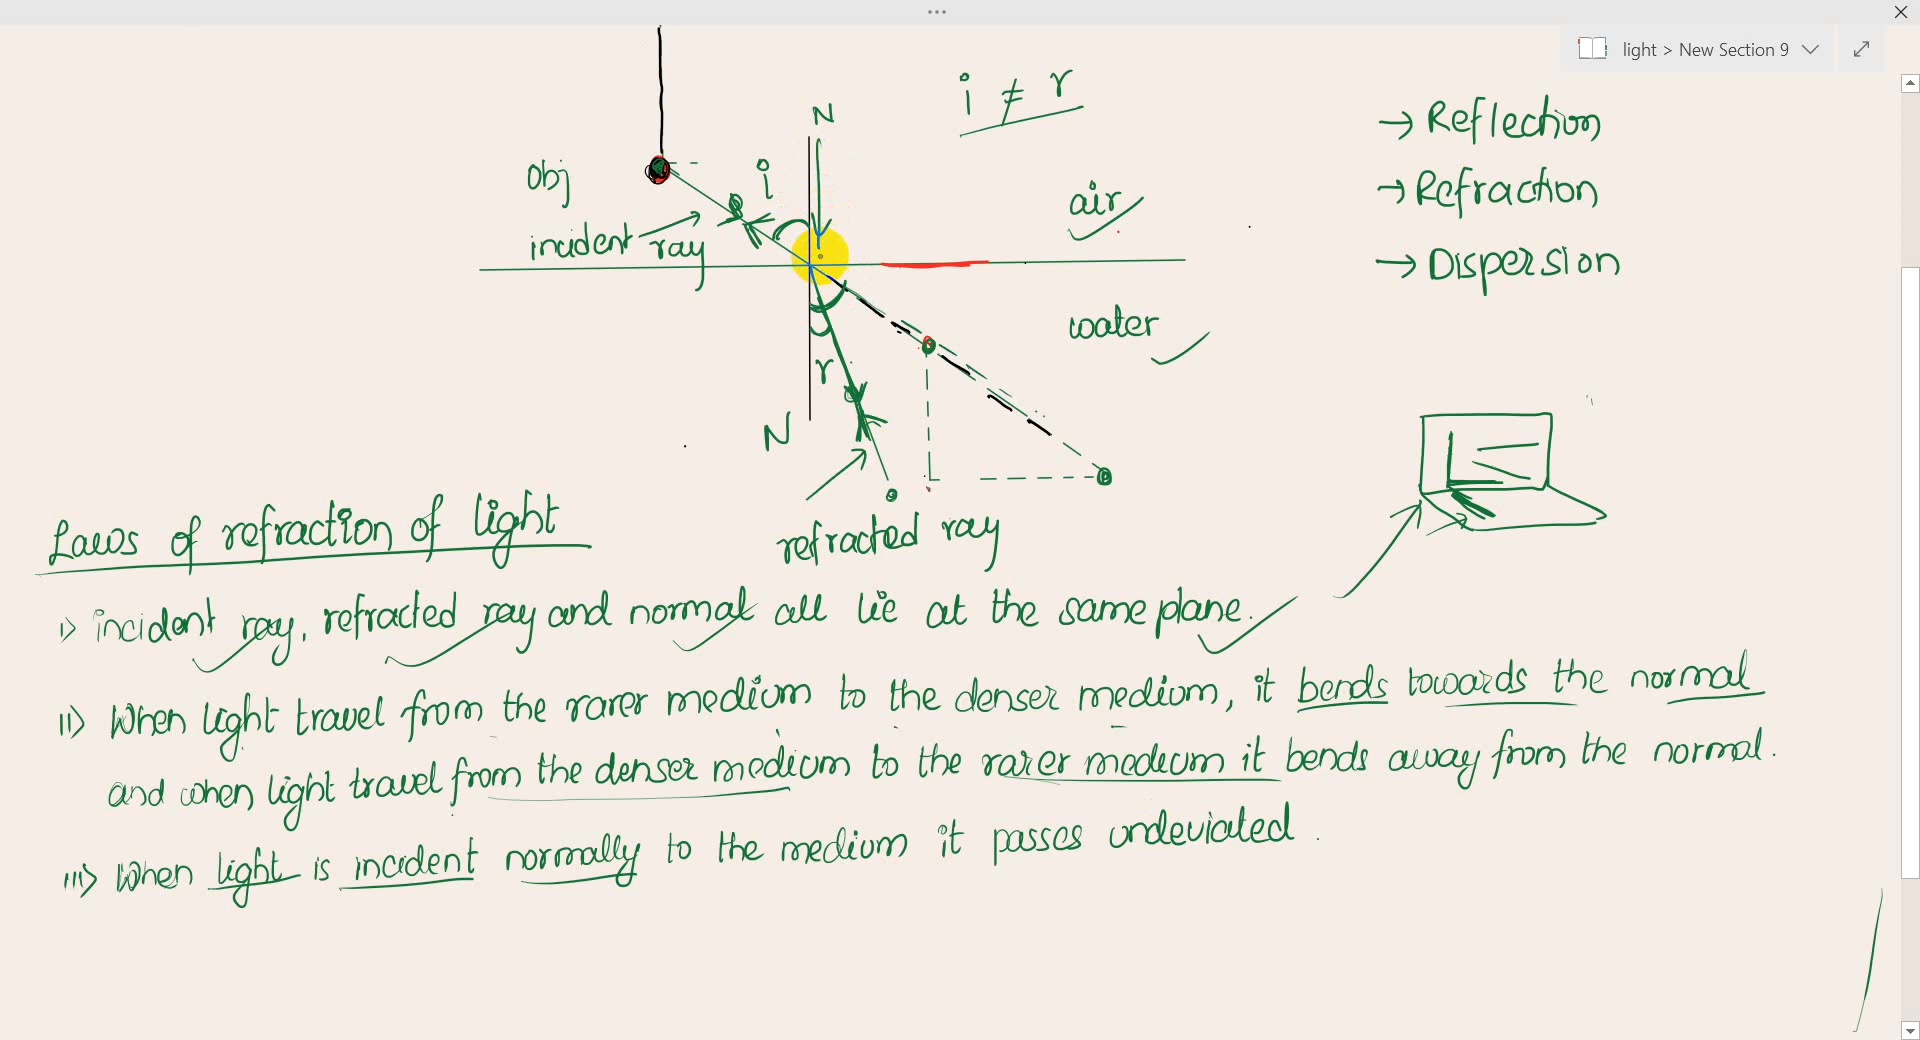 light > New Section 9
i ≠ r
→ Reflection
→ Refraction
→ Dispersion
N
obj
i
incident ray
air
water
r
N
refracted ray
Laws of refraction of light
i) incident ray, refracted ray and normal all lie at the same plane.
ii) When light travel from the rarer medium to the denser medium, it bends towards the normal
and when light travel from the denser medium to the rarer medium it bends away from the normal.
iii) When light is incident normally to the medium it passes undeviated.